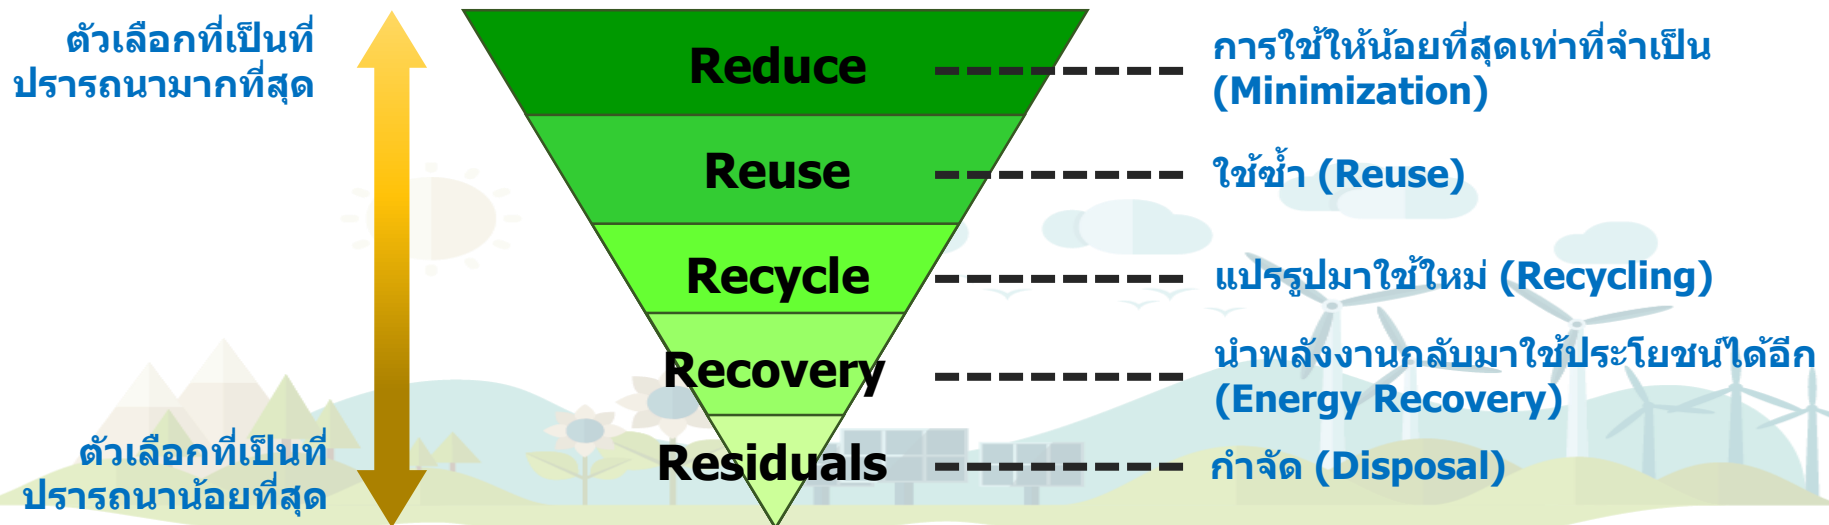 ตัวเลือกที่เป็นที่
ปรารถนามากที่สุด
Reduce
การใช้ให้น้อยที่สุดเท่าที่จำเป็น
(Minimization)
Reuse
ใช้ซ้ำ (Reuse)
Recycle
แปรรูปมาใช้ใหม่ (Recycling)
Recovery
นำพลังงานกลับมาใช้ประโยชน์ได้อีก
(Energy Recovery)
ตัวเลือกที่เป็นที่
ปรารถนาน้อยที่สุด
Residuals
กำจัด (Disposal)